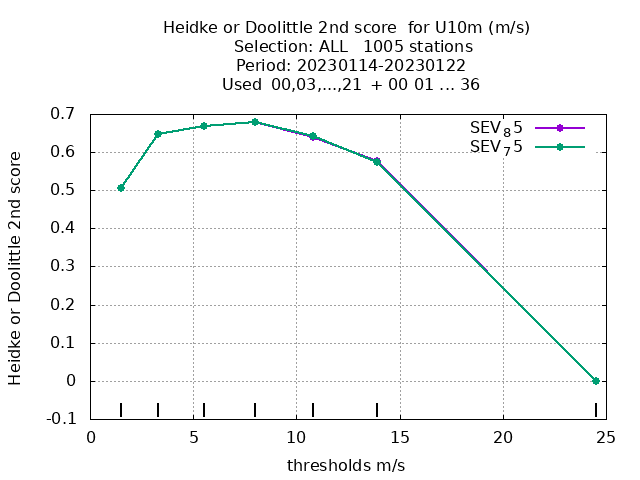 Heidke or Doolittle 2nd score  for U10m (m/s)
Selection: ALL   1005 stations
Period: 20230114-20230122
Used  00,03,...,21  + 00 01 ... 36
SEV₈5
SEV₇5
Heidke or Doolittle 2nd score
0.7
0.6
0.5
0.4
0.3
0.2
0.1
0
-0.1
0 5 10 15 20 25
thresholds m/s